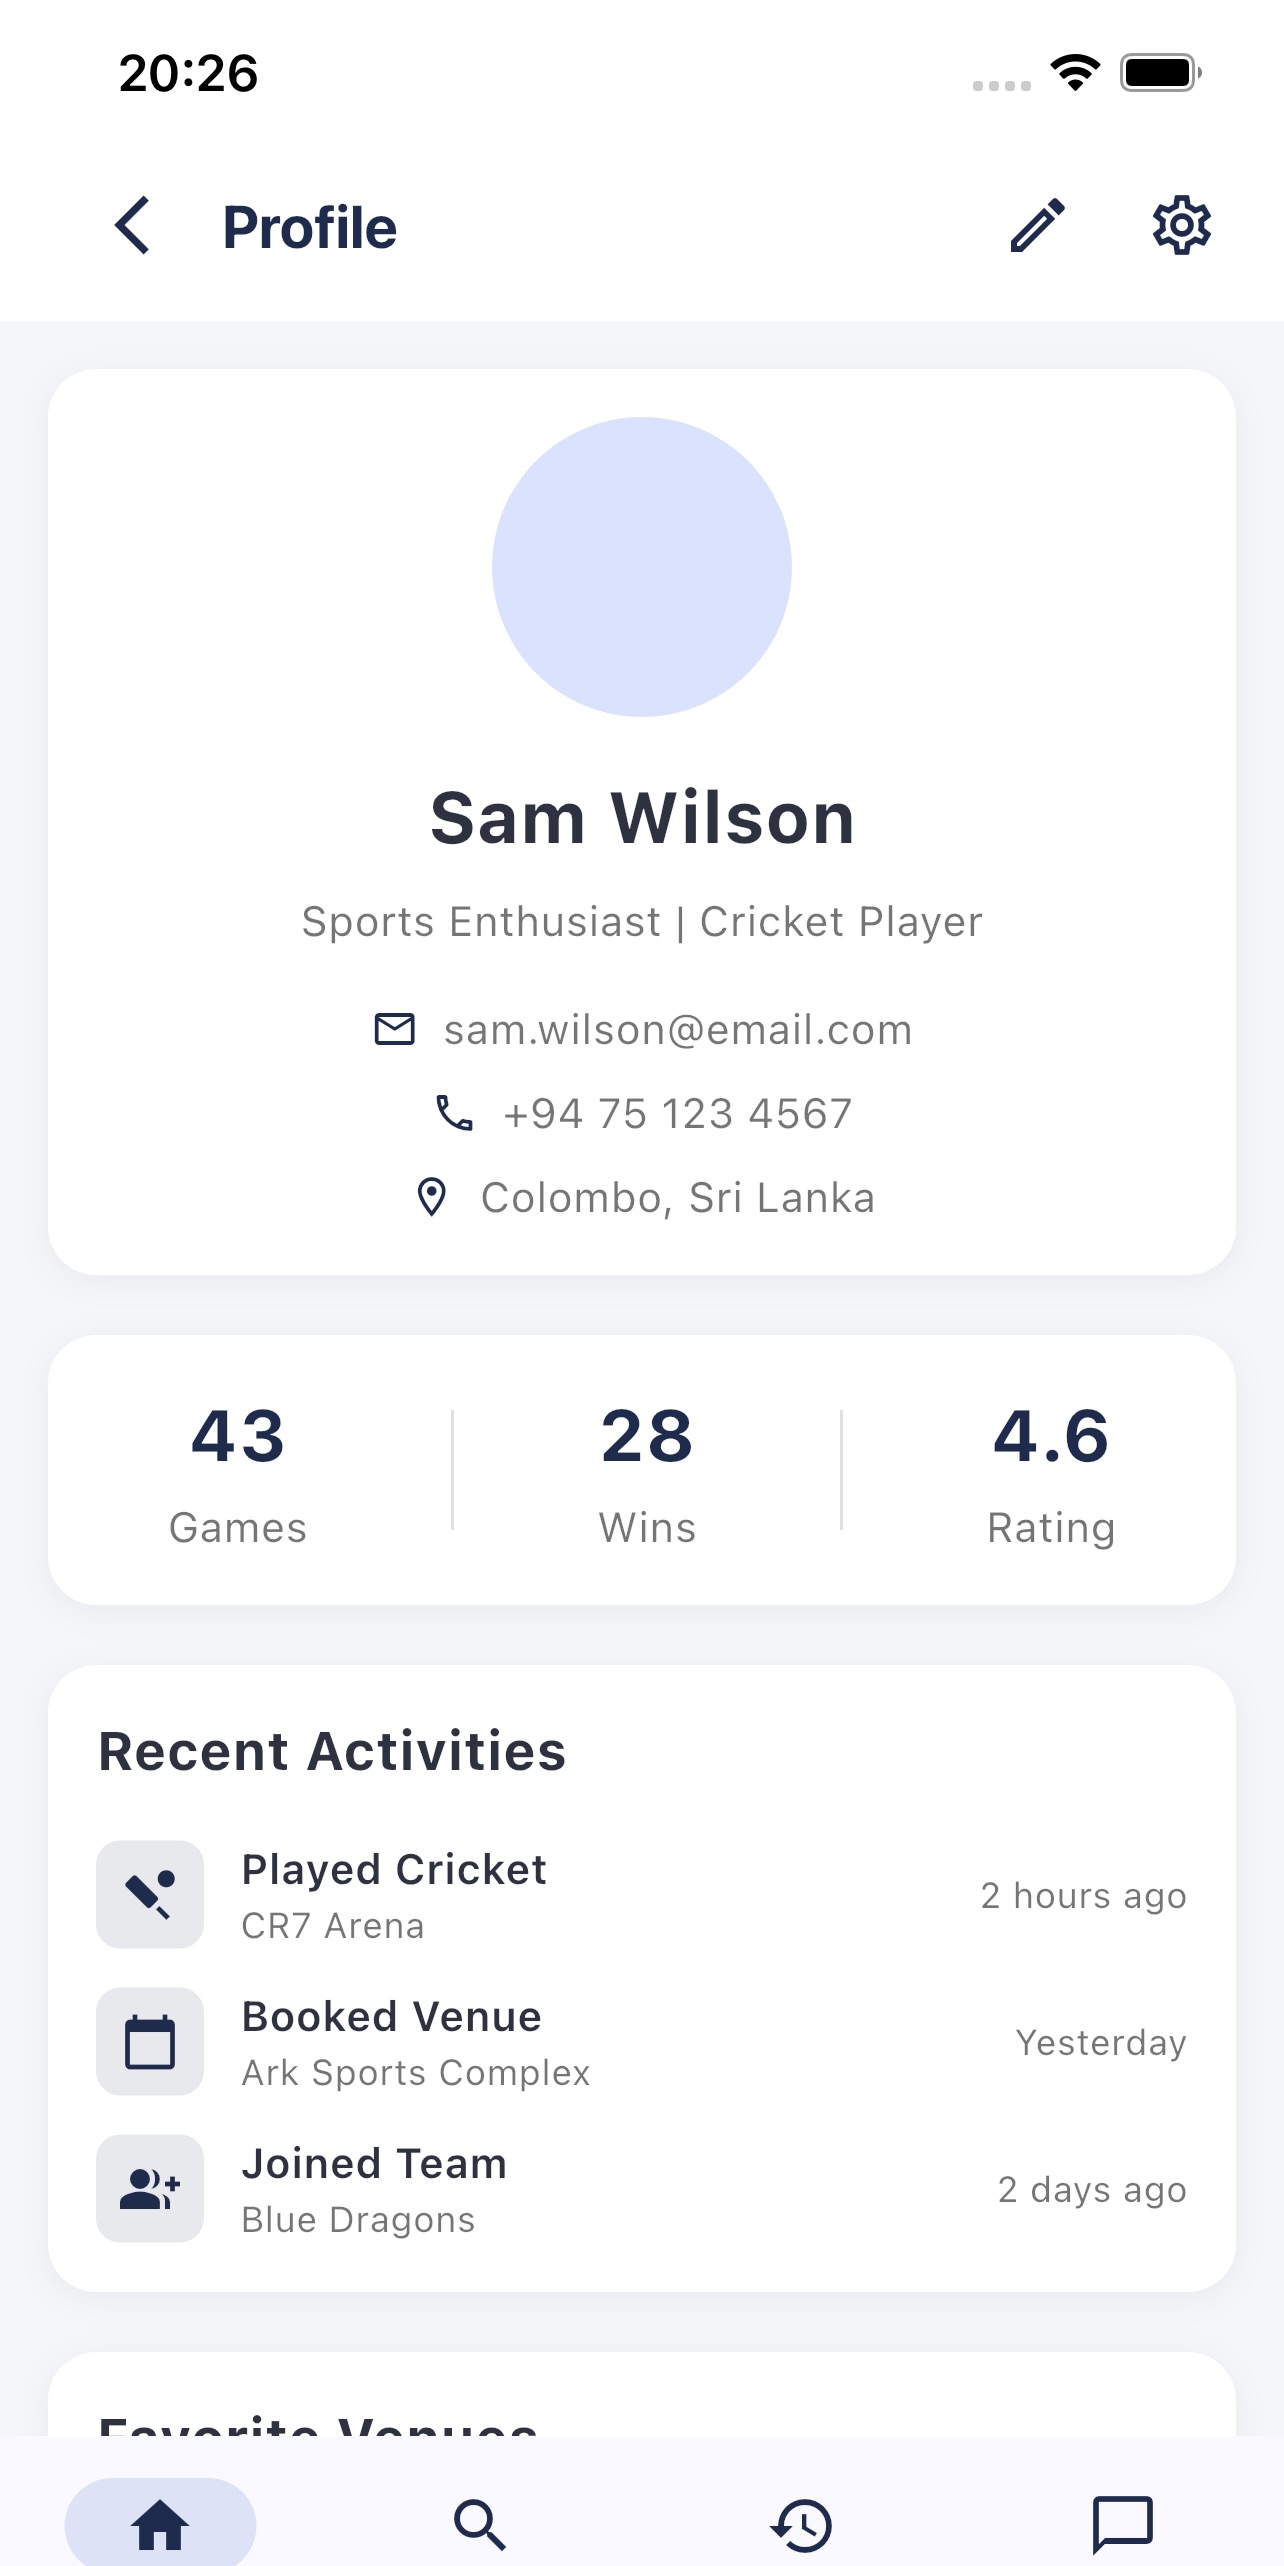 20:26
Profile
Sam Wilson
Sports Enthusiast | Cricket Player
sam.wilson@email.com
+94 75 123 4567
Colombo, Sri Lanka
43
Games
28
Wins
4.6
Rating
Recent Activities
Played Cricket
CR7 Arena
2 hours ago
Booked Venue
Ark Sports Complex
Yesterday
Joined Team
Blue Dragons
2 days ago
Favorite Venues